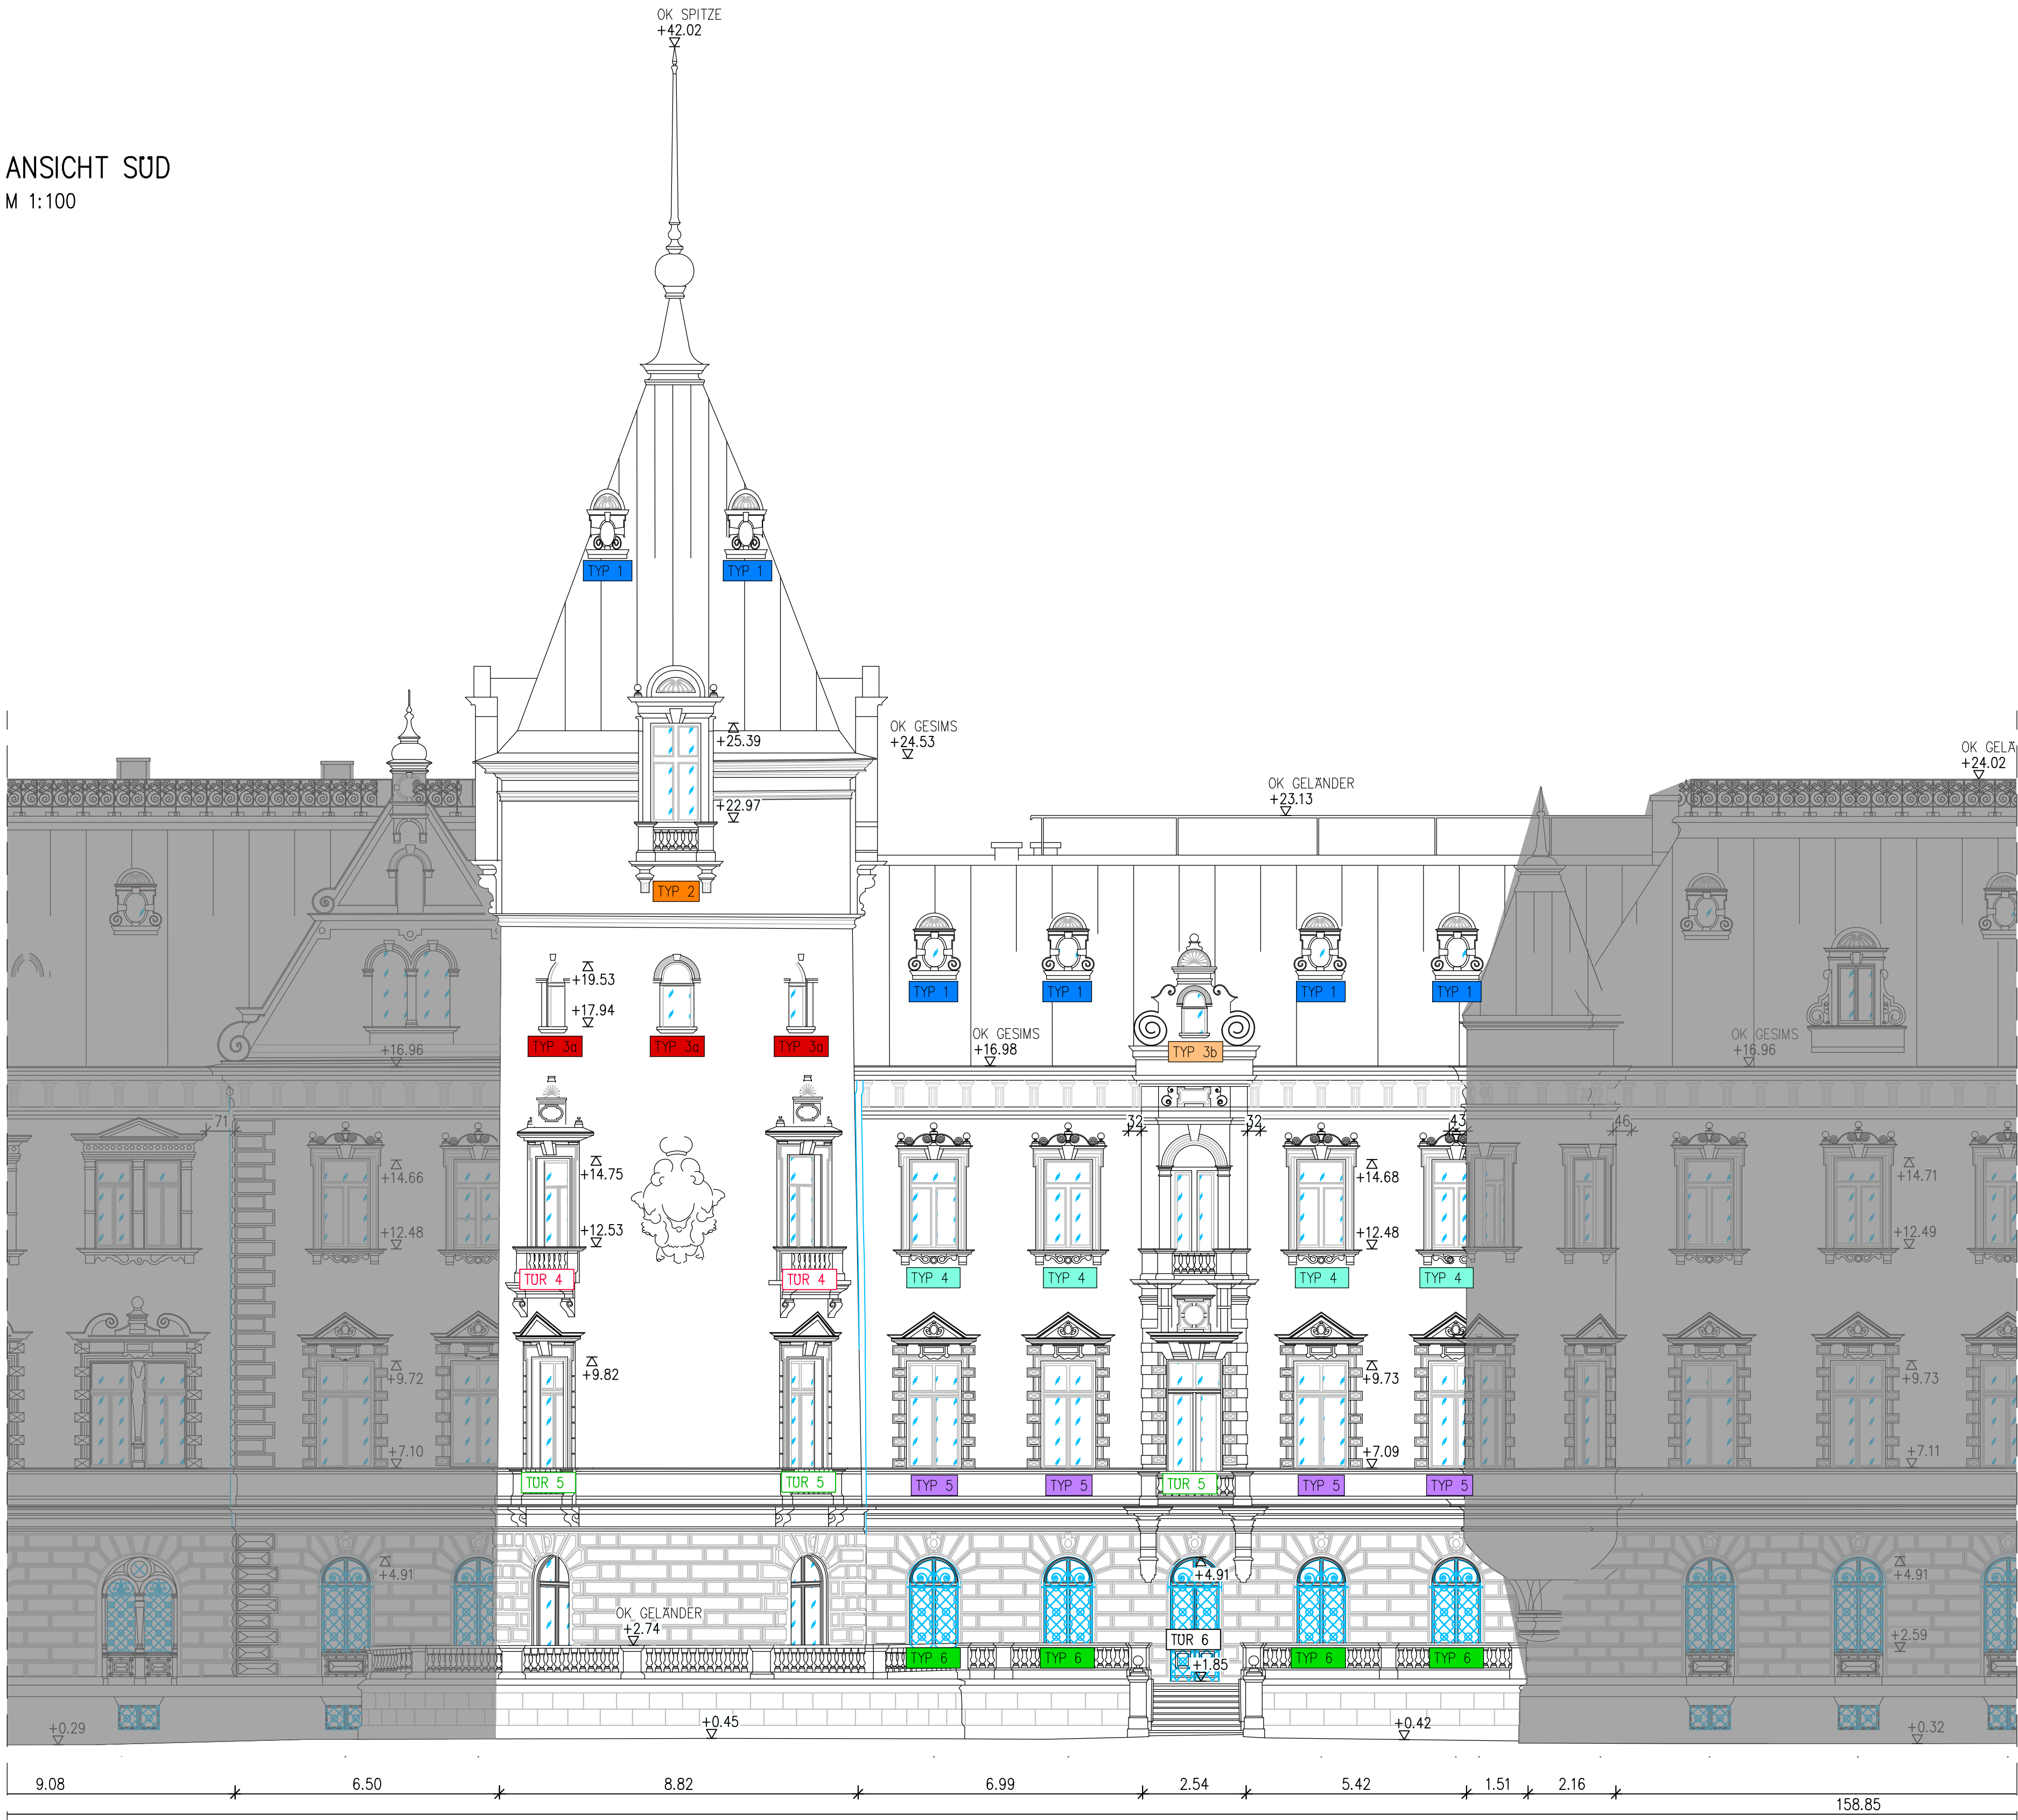 OK SPITZE
+42.02
ANSICHT SÜD
M 1:100
TYP 1
TYP 1
+25.39
OK GESIMS
+24.53
OK GELÄ
+24.02
OK GELÄNDER
+23.13
+22.97
TYP 2
+19.53
+17.94
TYP 1
TYP 1
TYP 1
TYP 1
TYP 3a
TYP 3a
TYP 3a
+16.96
OK GESIMS
+16.98
TYP 3b
OK GESIMS
+16.96
71
32
32
43
46
+14.66
+14.75
+14.68
+14.71
+12.48
+12.53
+12.48
+12.49
TÜR 4
TÜR 4
TYP 4
TYP 4
TYP 4
TYP 4
+9.72
+9.82
+9.73
+9.73
+7.10
+7.09
+7.11
TÜR 5
TÜR 5
TYP 5
TYP 5
TÜR 5
TYP 5
TYP 5
+4.91
+4.91
+4.91
OK GELÄNDER
+2.74
TÜR 6
+2.59
TYP 6
TYP 6
TYP 6
TYP 6
+1.85
+0.29
+0.45
+0.42
+0.32
9.08
6.50
8.82
6.99
2.54
5.42
1.51
2.16
158.85